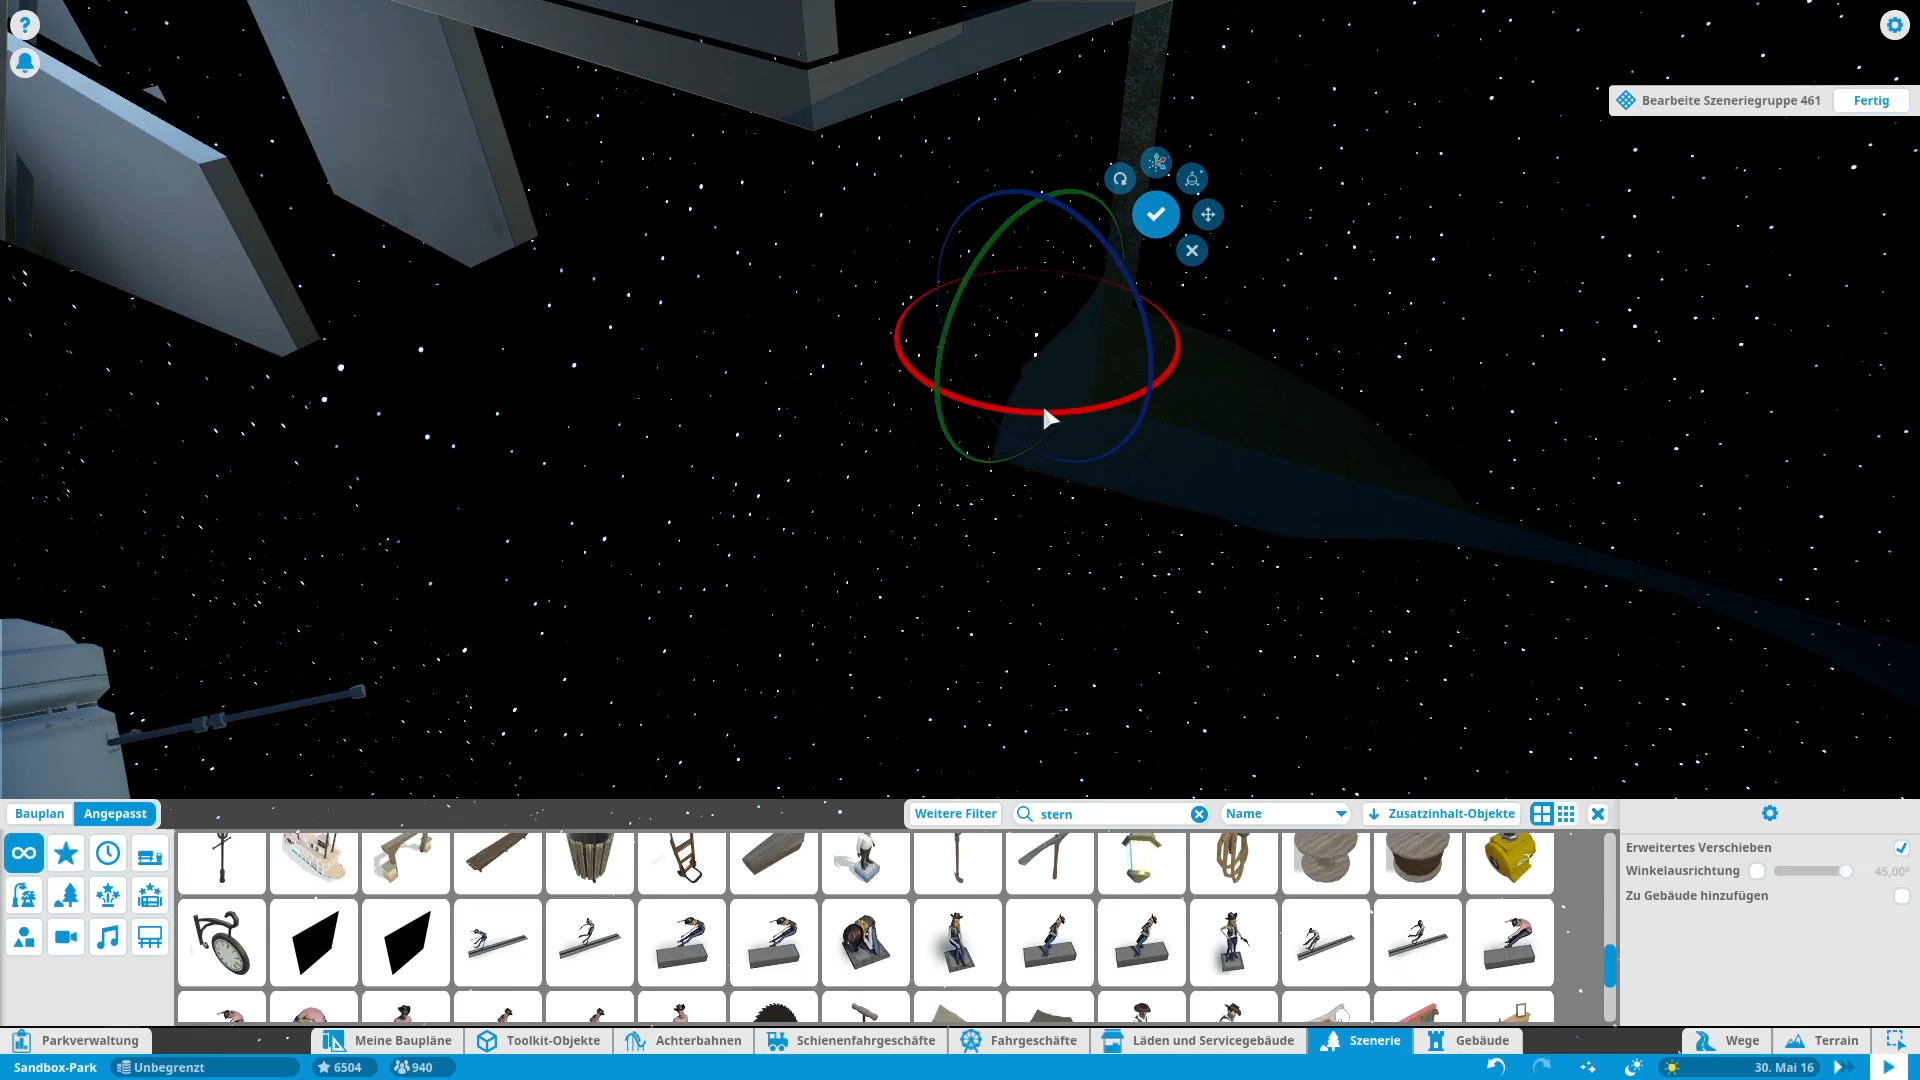 ?
Bearbeite Szeneriegruppe 461
Fertig
Bauplan
Angepasst
Weitere Filter
stern
Name
Zusatzinhalt-Objekte
Erweitertes Verschieben
Winkelausrichtung
45,00°
Zu Gebäude hinzufügen
Parkverwaltung
Meine Baupläne
Toolkit-Objekte
Achterbahnen
Schienenfahrgeschäfte
Fahrgeschäfte
Läden und Servicegebäude
Szenerie
Gebäude
Wege
Terrain
Sandbox-Park
Unbegrenzt
6504
940
30. Mai 16